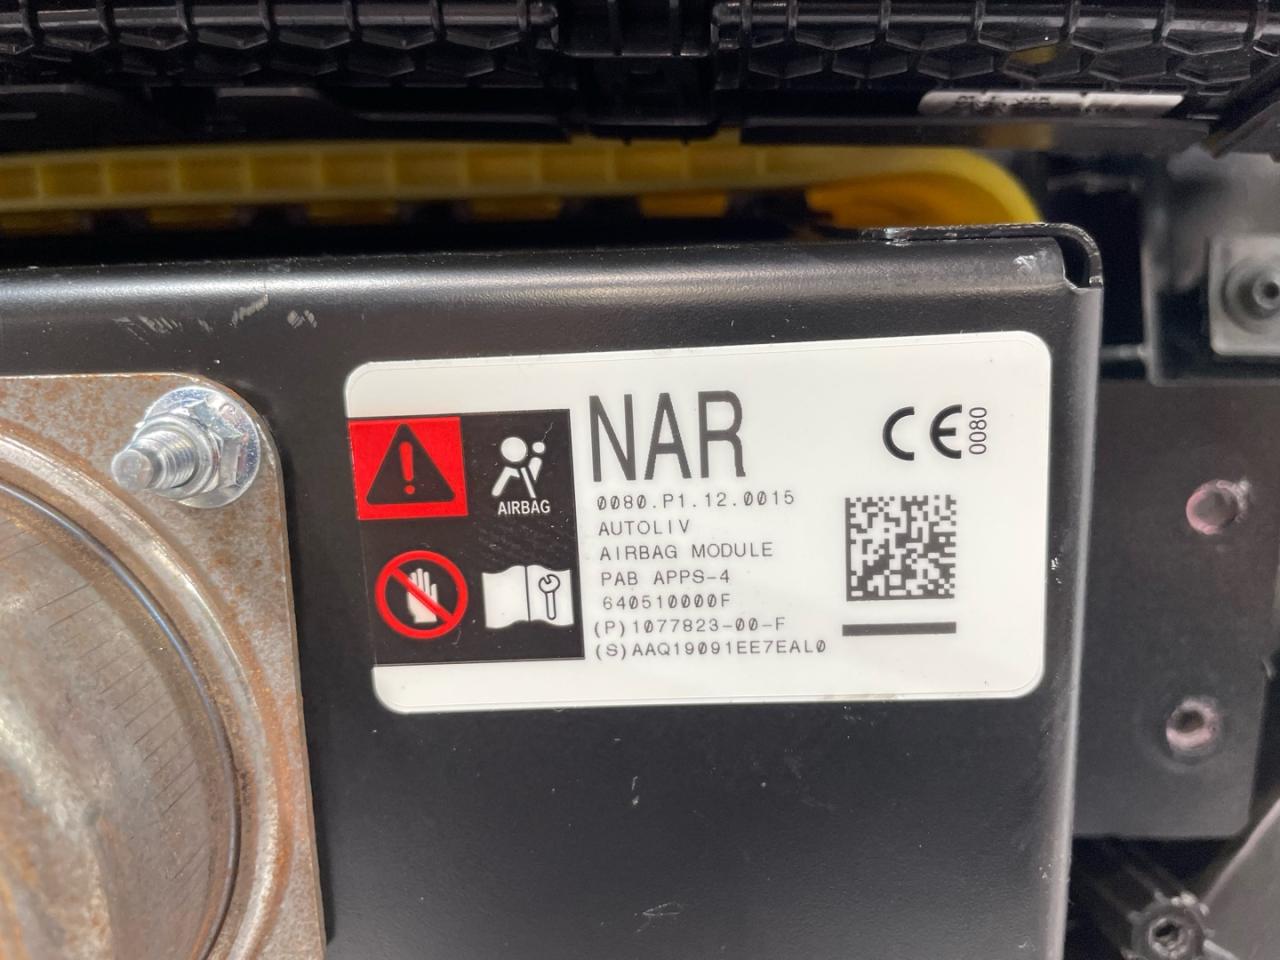 NAR
CE
0080
0080.P1.12.0015
AUTOLIV
AIRBAG MODULE
PAB APPS-4
640510000F
(P)1077823-00-F
(S)AAQ19091EE7EAL0
AIRBAG